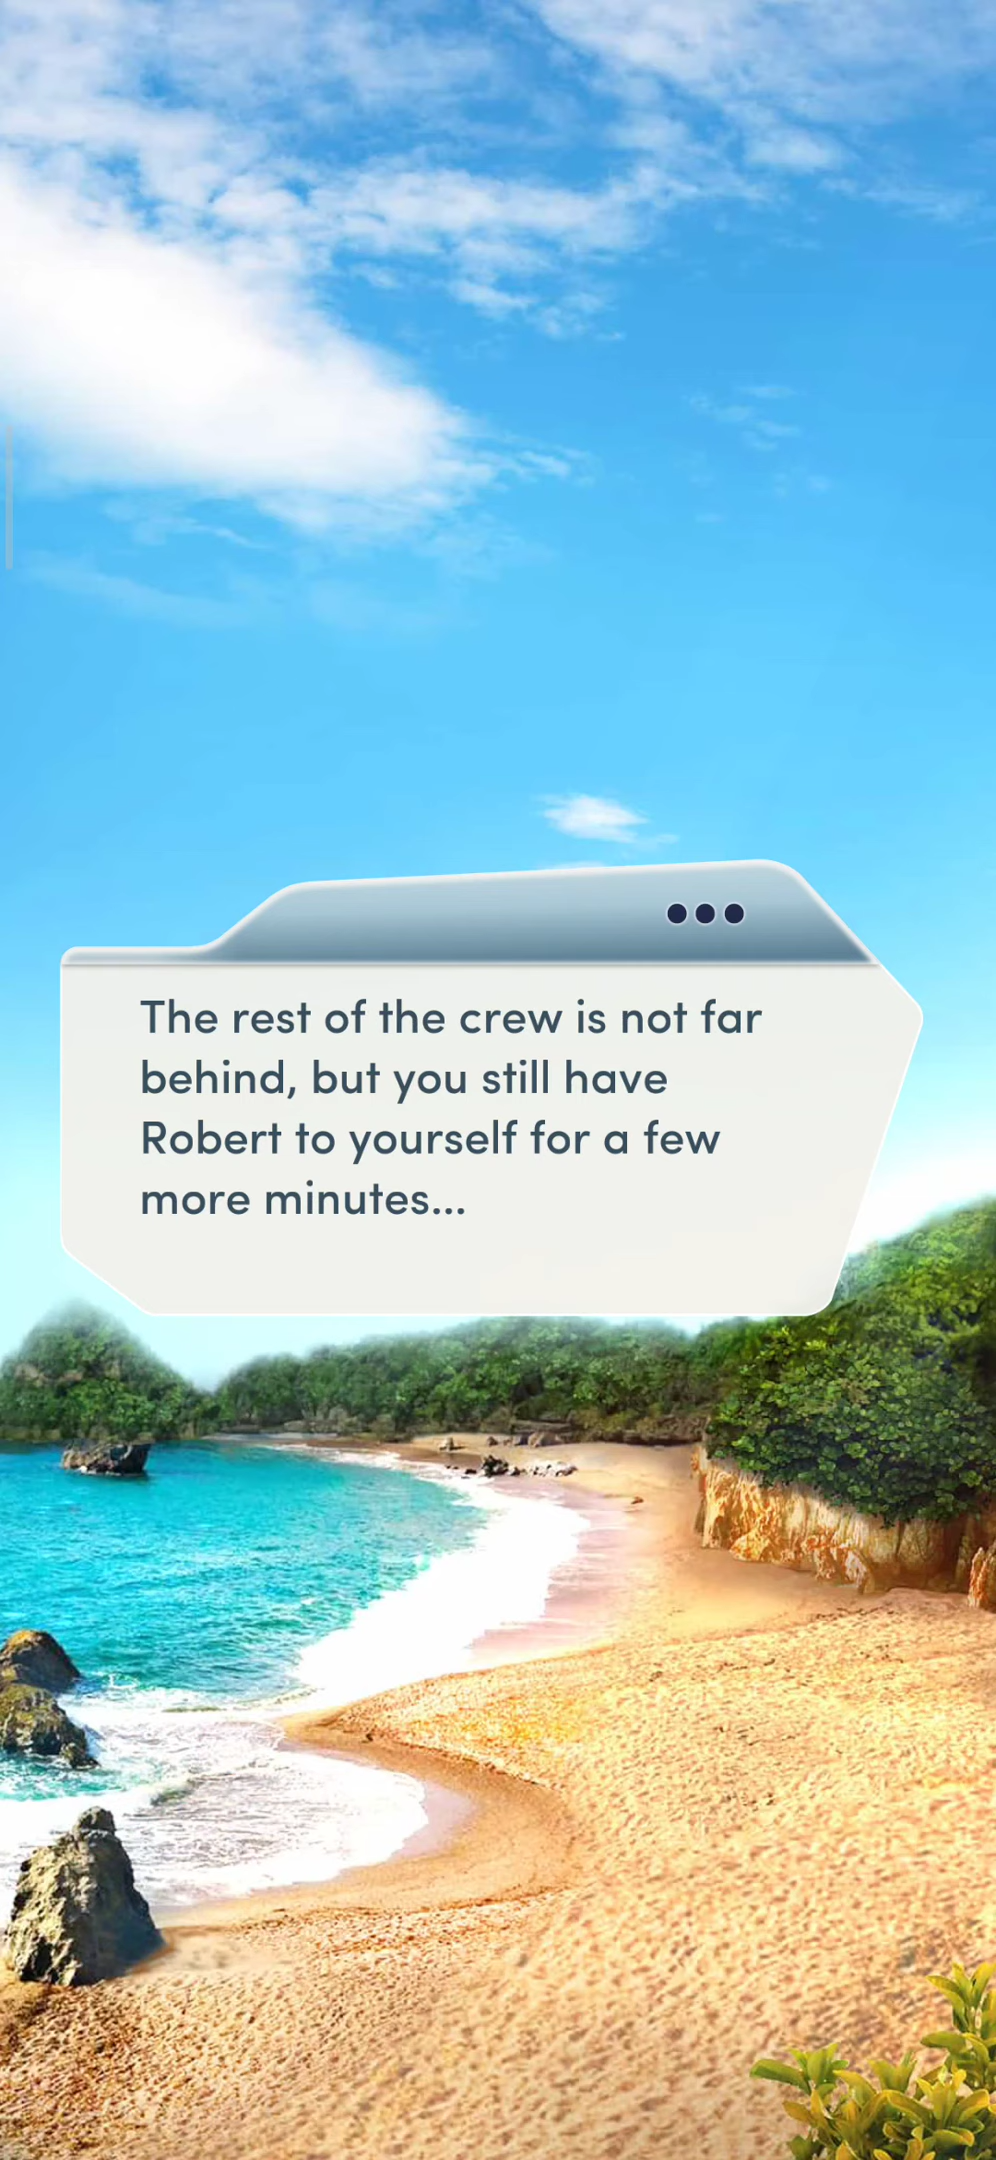 The rest of the crew is not far
behind, but you still have
Robert to yourself for a few
more minutes...